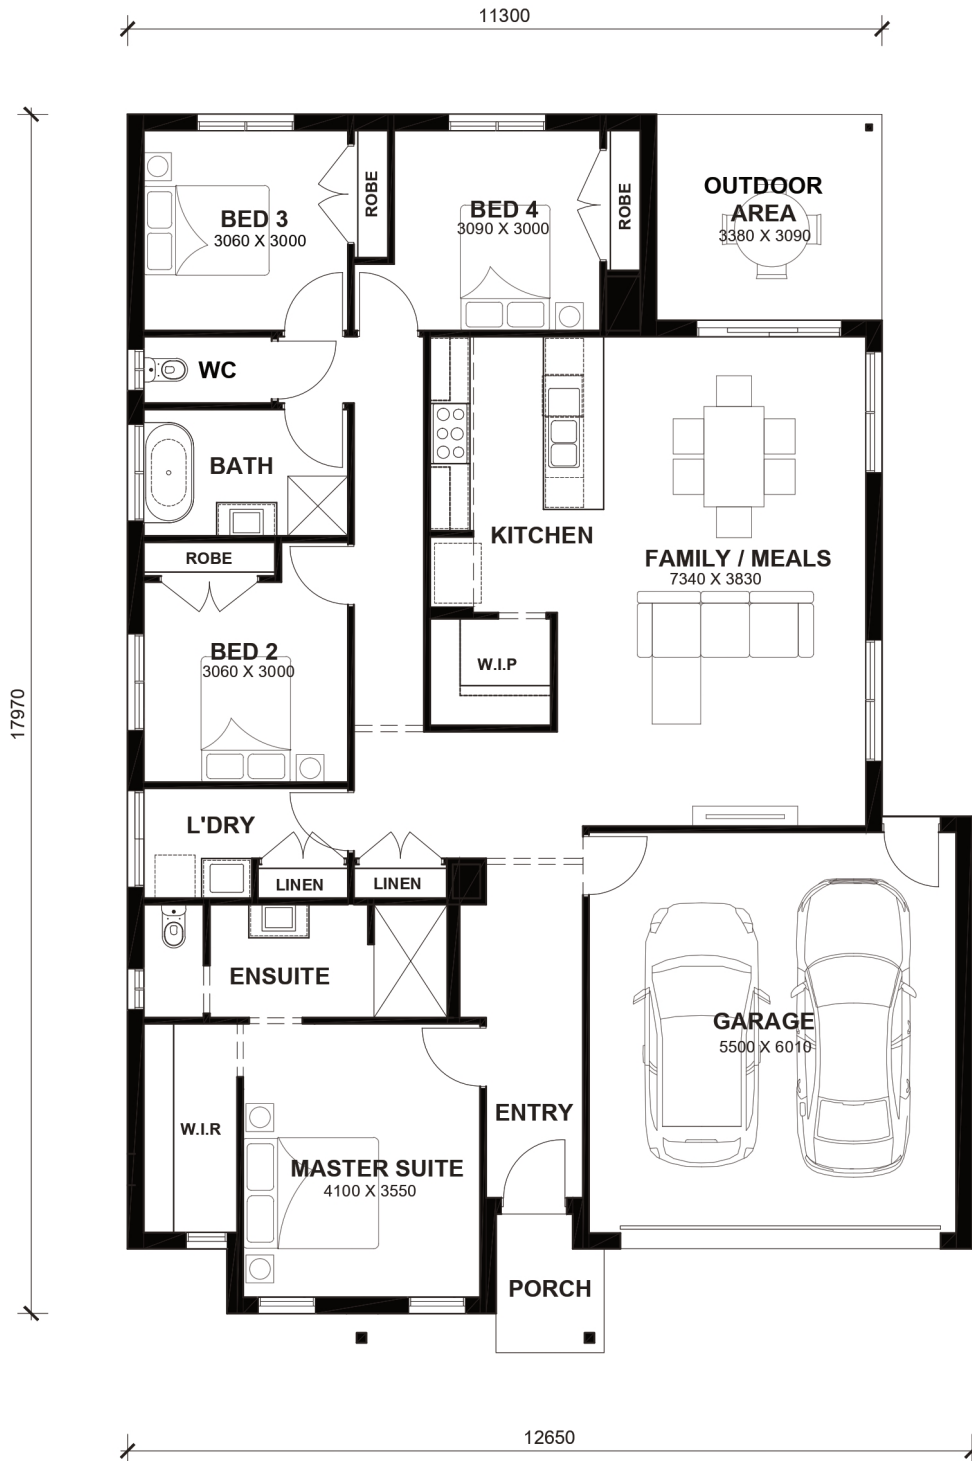 11300
ROBE
ROBE
OUTDOOR
AREA
3380 X 3090
BED 3
3060 X 3000
BED 4
3090 X 3000
WC
BATH
KITCHEN
FAMILY / MEALS
7340 X 3830
ROBE
BED 2
3060 X 3000
W.I.P
17970
L'DRY
LINEN
LINEN
ENSUITE
GARAGE
5500 X 6010
W.I.R
ENTRY
MASTER SUITE
4100 X 3550
PORCH
12650